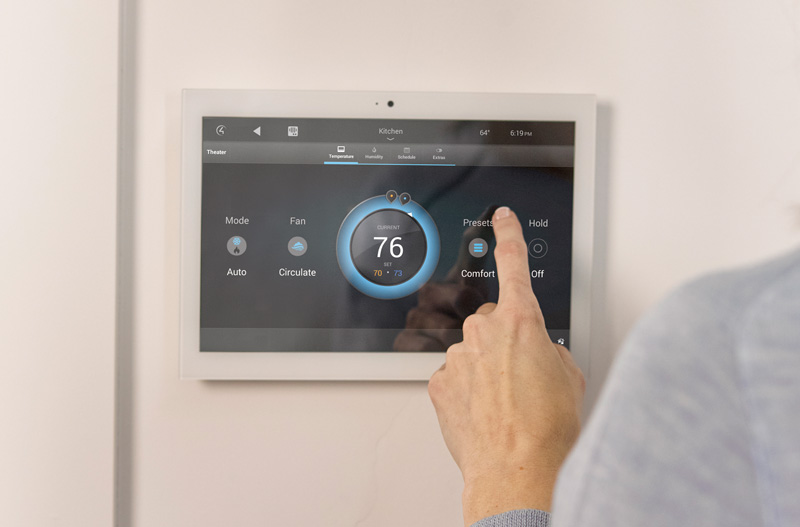 Kitchen
64° 6:19 PM
Theater
Temperature Humidity Schedule Extras
Mode Fan Presets Hold
CURRENT
76
SET
70 • 73
Auto Circulate Comfort Off